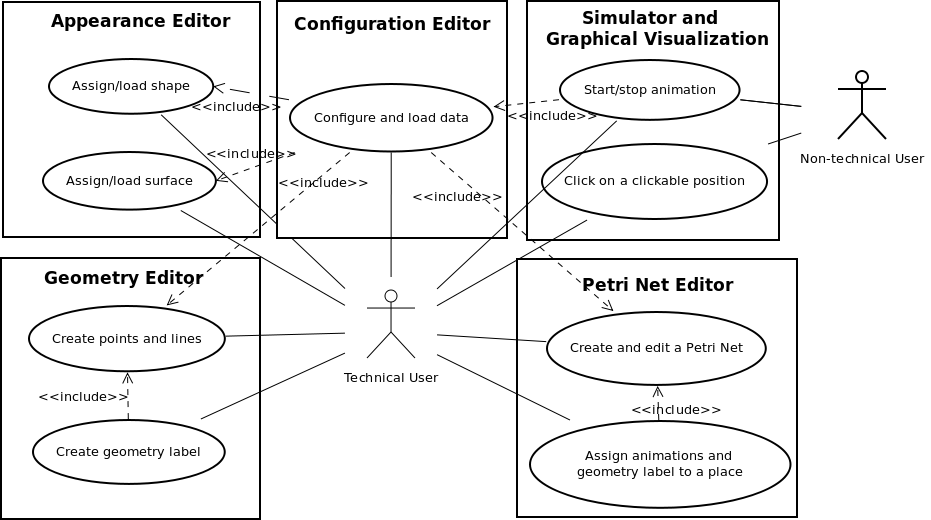 Appearance Editor
Assign/load shape
<<include>>
<<include>>
Assign/load surface
Configuration Editor
Configure and load data
<<include>>
<<include>>
Simulator and
Graphical Visualization
Start/stop animation
<<include>>
Click on a clickable position
Non-technical User
Geometry Editor
Create points and lines
<<include>>
Create geometry label
Technical User
Petri Net Editor
Create and edit a Petri Net
<<include>>
Assign animations and
geometry label to a place